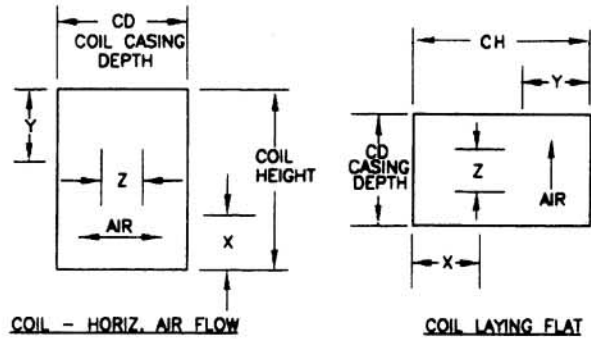 CD
COIL CASING
DEPTH
Y
Z
COIL
HEIGHT
AIR
X
COIL - HORIZ. AIR FLOW
CH
Y
CD
CASING
DEPTH
Z
AIR
X
COIL LAYING FLAT